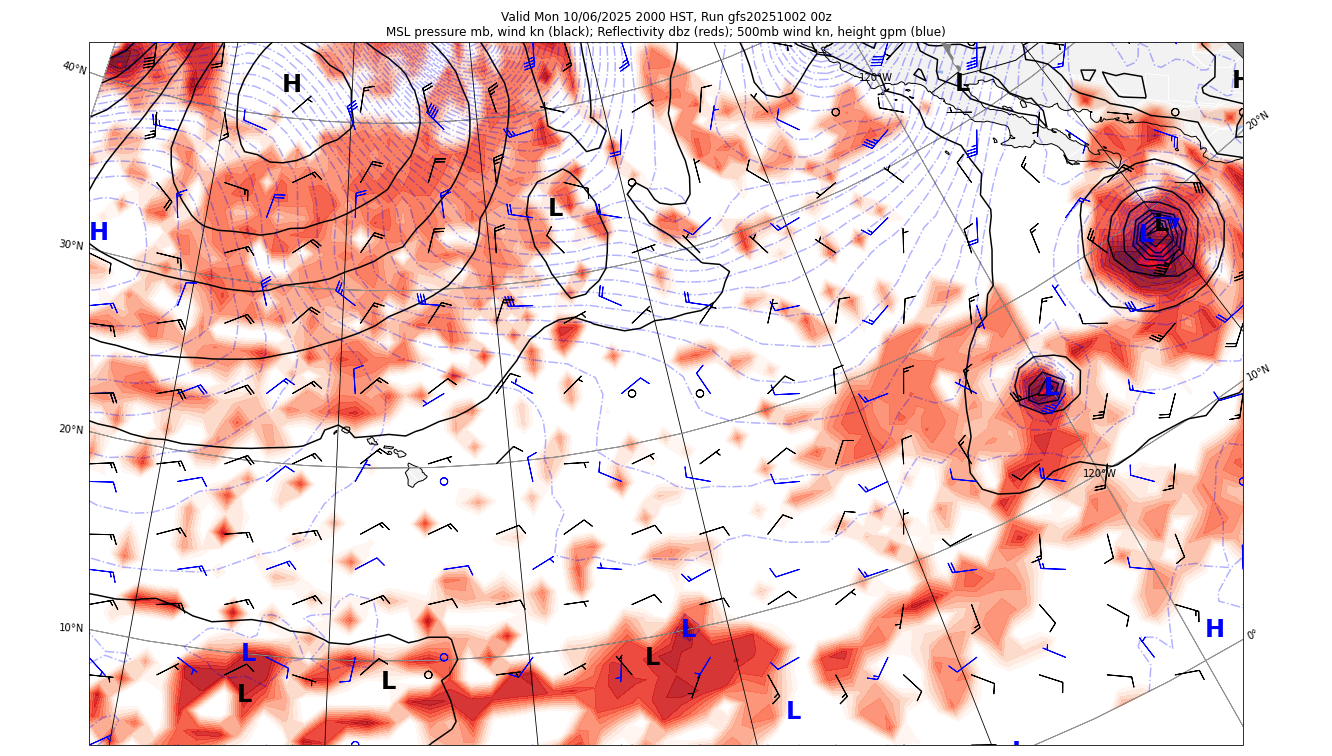 Valid Mon 10/06/2025 2000 HST, Run gfs20251002 00z
MSL pressure mb, wind kn (black); Reflectivity dbz (reds); 500mb wind kn, height gpm (blue)
40°N
H
120°W
L
H
20°N
30°N
H
L
L
L
10°N
L
20°N
120°W
10°N
L
L
H
0°
L
L
L
L
L
L